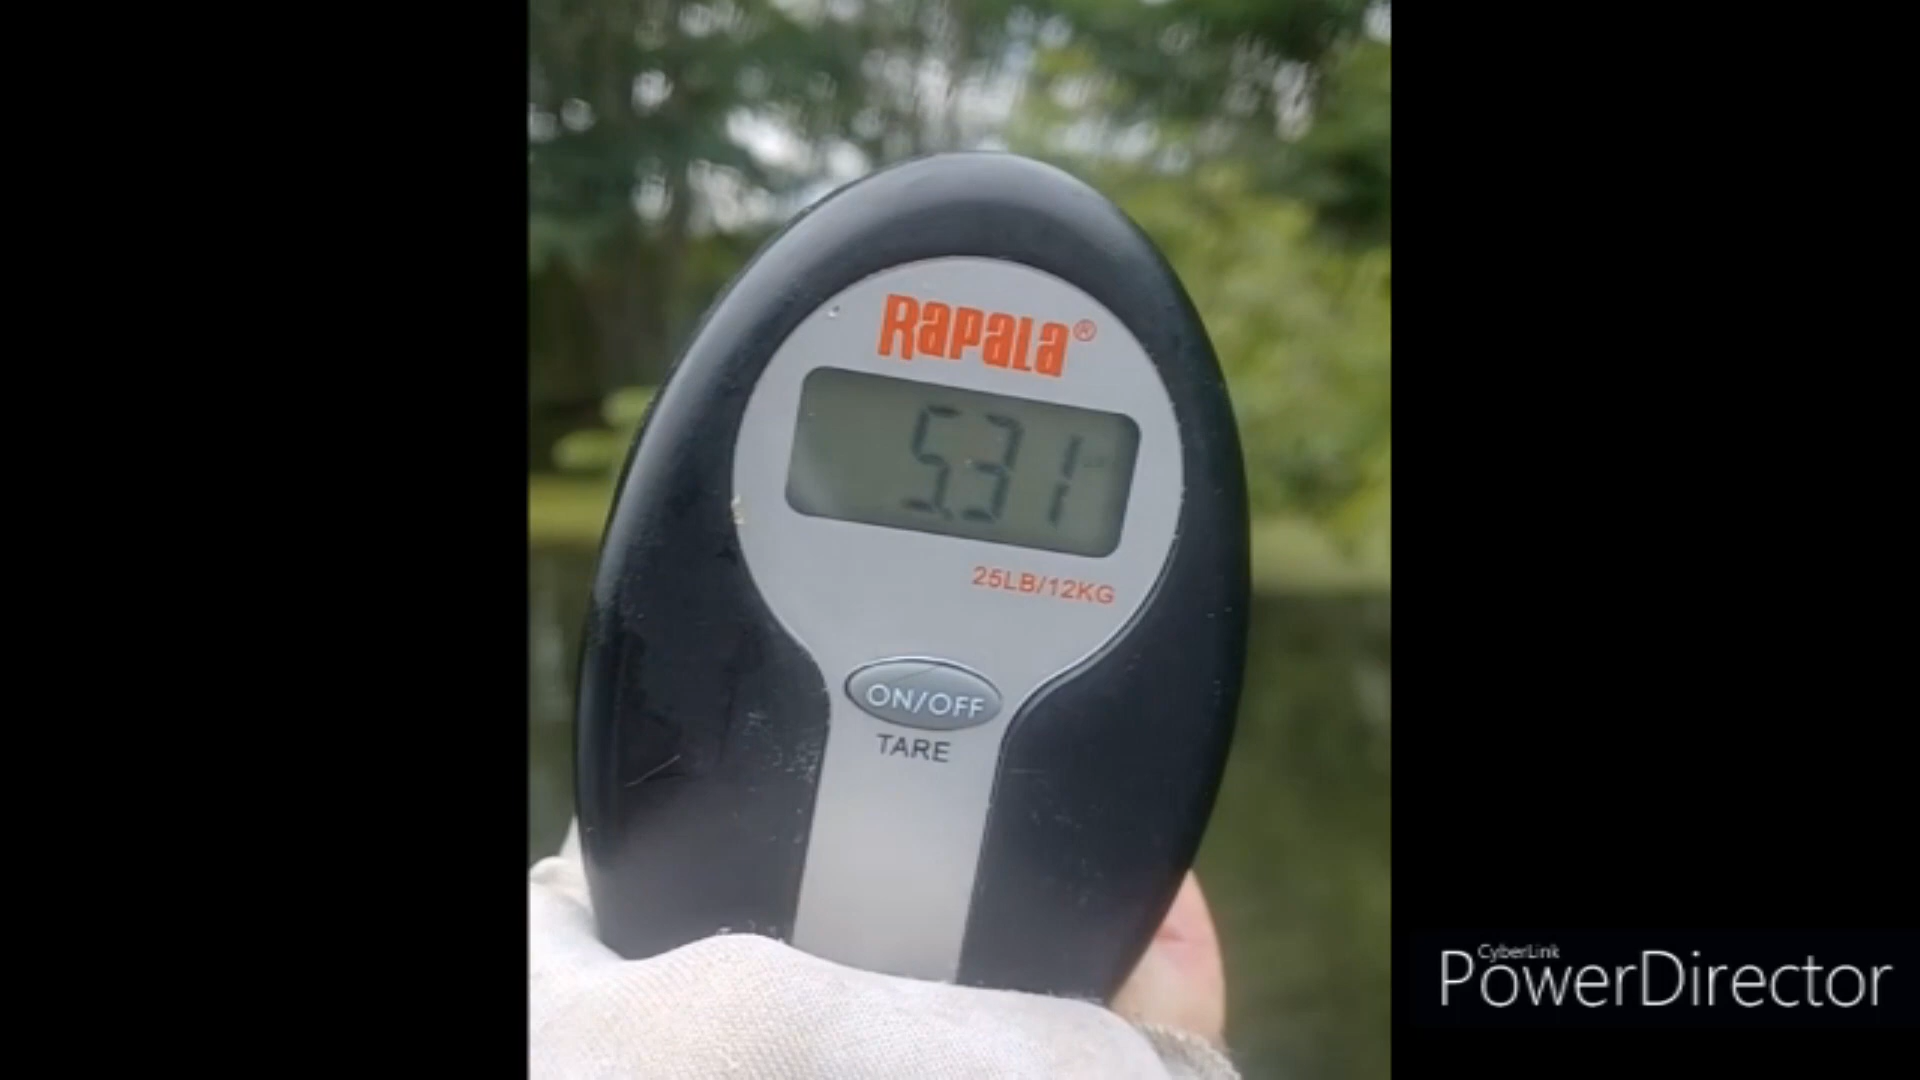 Rapala®
5.31
25LB/12KG
ON/OFF
TARE
CyberLink
PowerDirector